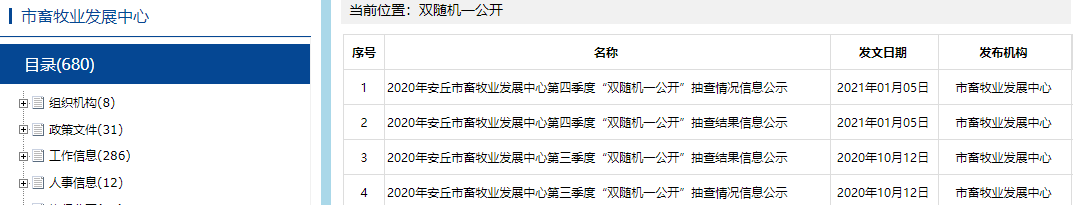 市畜牧业发展中心
目录(680)
组织机构(8)
政策文件(31)
工作信息(286)
人事信息(12)
当前位置：双随机一公开
序号 名称 发文日期 发布机构
1 2020年安丘市畜牧业发展中心第四季度“双随机一公开”抽查情况信息公示 2021年01月05日 市畜牧业发展中心
2 2020年安丘市畜牧业发展中心第四季度“双随机一公开”抽查结果信息公示 2021年01月05日 市畜牧业发展中心
3 2020年安丘市畜牧业发展中心第三季度“双随机一公开”抽查结果信息公示 2020年10月12日 市畜牧业发展中心
4 2020年安丘市畜牧业发展中心第三季度“双随机一公开”抽查情况信息公示 2020年10月12日 市畜牧业发展中心